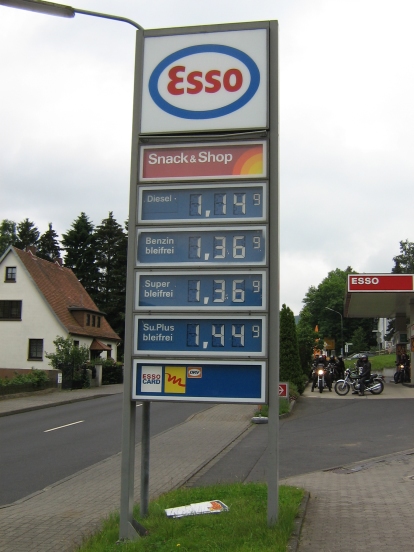 Esso
Snack & Shop
Diesel 1,14 9
Benzin bleifrei 1,36 9
Super bleifrei 1,36 9
Su.Plus bleifrei 1,44 9
ESSO CARD DKV
ESSO